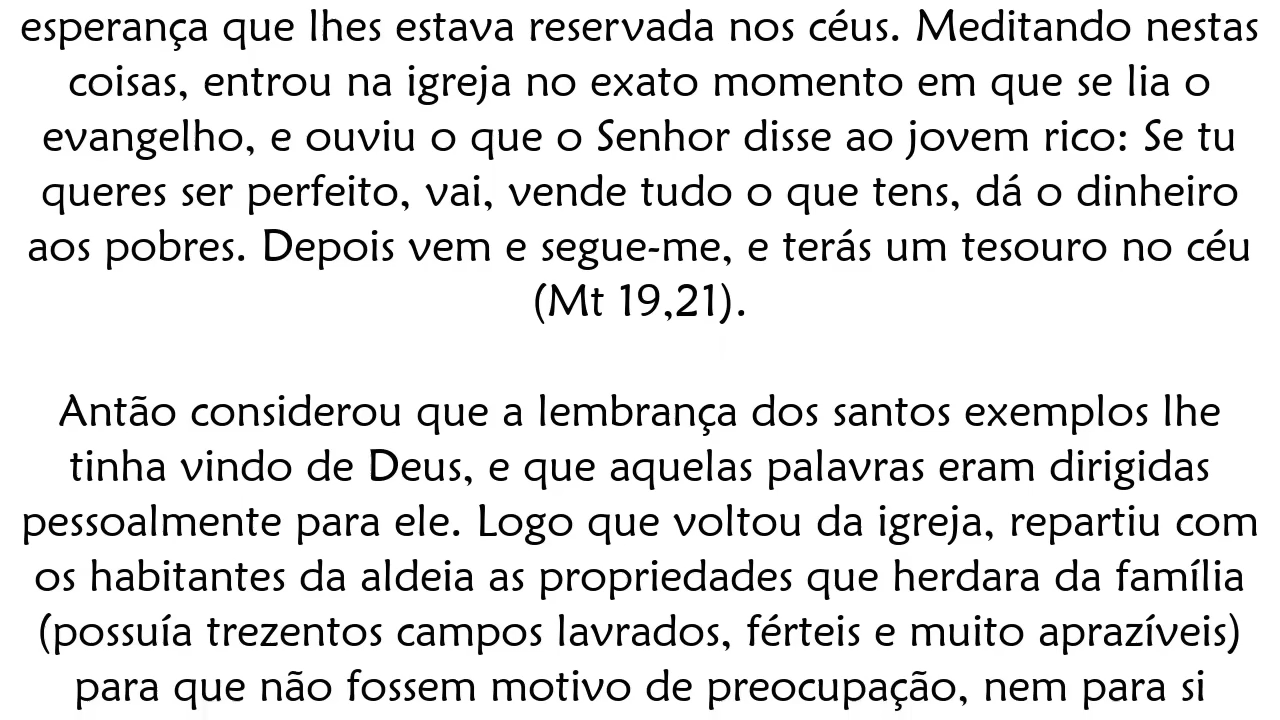 esperança que lhes estava reservada nos céus. Meditando nestas
coisas, entrou na igreja no exato momento em que se lia o
evangelho, e ouviu o que o Senhor disse ao jovem rico: Se tu
queres ser perfeito, vai, vende tudo o que tens, dá o dinheiro
aos pobres. Depois vem e segue-me, e terás um tesouro no céu
(Mt 19,21).
Antão considerou que a lembrança dos santos exemplos lhe
tinha vindo de Deus, e que aquelas palavras eram dirigidas
pessoalmente para ele. Logo que voltou da igreja, repartiu com
os habitantes da aldeia as propriedades que herdara da família
(possuía trezentos campos lavrados, férteis e muito aprazíveis)
para que não fossem motivo de preocupação, nem para si